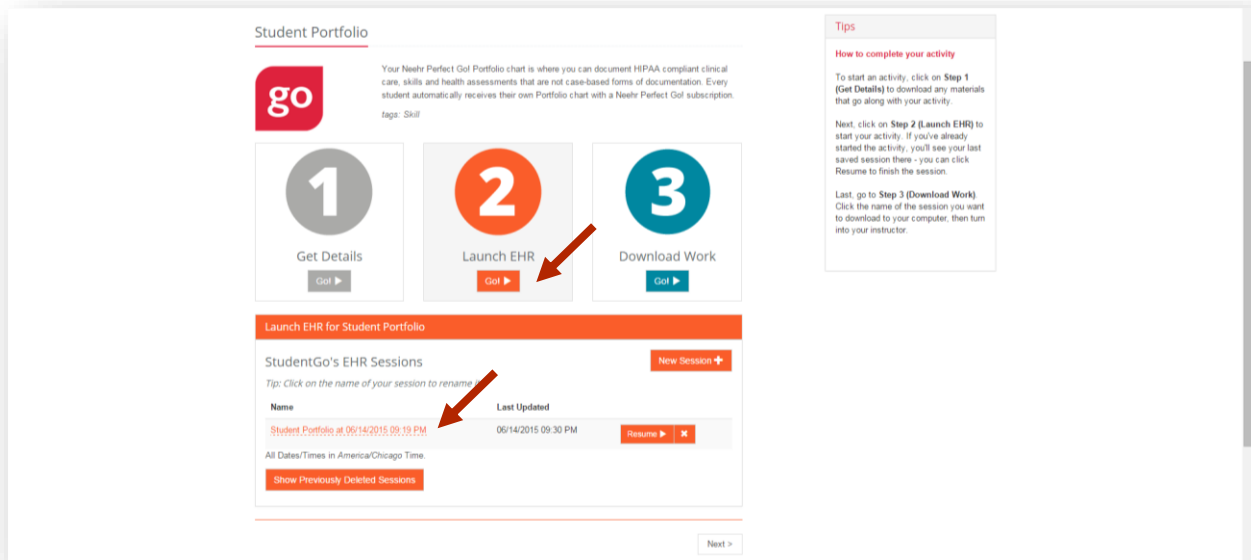 Student Portfolio
go
Your Neehr Perfect Go! Portfolio chart is where you can document HIPAA compliant clinical
care, skills and health assessments that are not case-based forms of documentation. Every
student automatically receives their own Portfolio chart with a Neehr Perfect Go! subscription.
tags: Skill
1
Get Details
Go!
2
Launch EHR
Go!
3
Download Work
Go!
Launch EHR for Student Portfolio
StudentGo's EHR Sessions
New Session
Tip: Click on the name of your session to rename
Name Last Updated
Student Portfolio at 06/14/2015 09:19 PM 06/14/2015 09:30 PM Resume
All Dates/Times in America/Chicago Time.
Show Previously Deleted Sessions
Next >
Tips
How to complete your activity
To start an activity, click on Step 1
(Get Details) to download any materials
that go along with your activity.
Next, click on Step 2 (Launch EHR) to
start your activity. If you've already
started the activity, you'll see your last
saved session there - you can click
Resume to finish the session.
Last, go to Step 3 (Download Work).
Click the name of the session you want
to download to your computer, then turn
into your instructor.